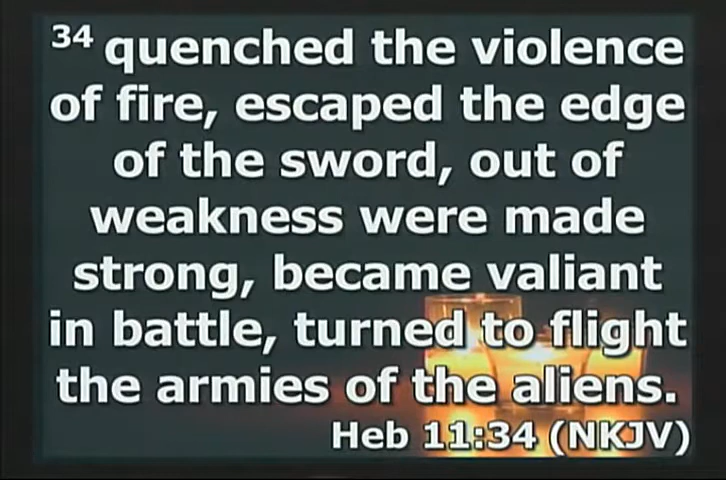 34 quenched the violence
of fire, escaped the edge
of the sword, out of
weakness were made
strong, became valiant
in battle, turned to flight
the armies of the aliens.
Heb 11:34 (NKJV)